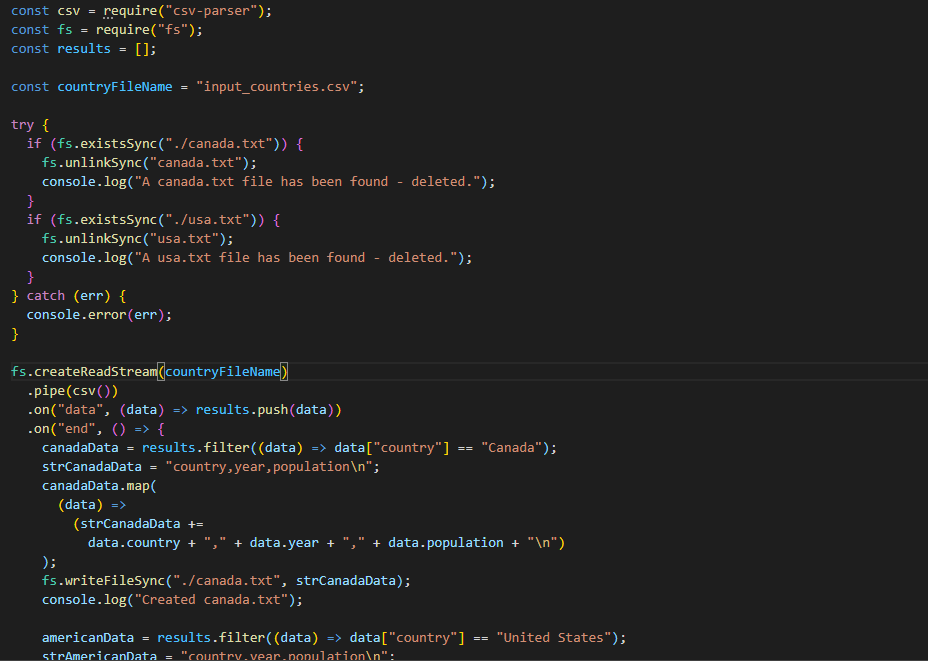 const csv = require("csv-parser");
const fs = require("fs");
const results = [];

const countryFileName = "input_countries.csv";

try {
  if (fs.existsSync("./canada.txt")) {
    fs.unlinkSync("canada.txt");
    console.log("A canada.txt file has been found - deleted.");
  }
  if (fs.existsSync("./usa.txt")) {
    fs.unlinkSync("usa.txt");
    console.log("A usa.txt file has been found - deleted.");
  }
} catch (err) {
  console.error(err);
}

fs.createReadStream(countryFileName)
  .pipe(csv())
  .on("data", (data) => results.push(data))
  .on("end", () => {
    canadaData = results.filter((data) => data["country"] == "Canada");
    strCanadaData = "country,year,population\n";
    canadaData.map(
      (data) =>
        (strCanadaData +=
          data.country + "," + data.year + "," + data.population + "\n")
    );
    fs.writeFileSync("./canada.txt", strCanadaData);
    console.log("Created canada.txt");

    americanData = results.filter((data) => data["country"] == "United States");
    strAmericanData = "country,year,population\n";